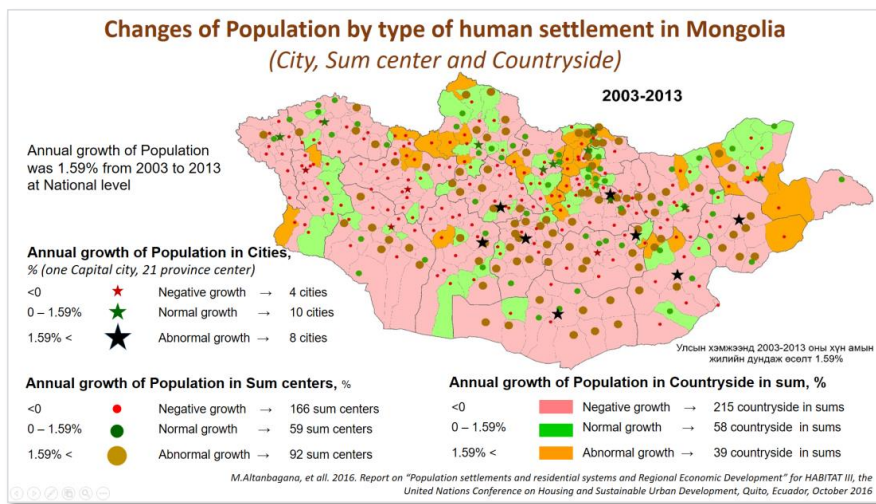 Changes of Population by type of human settlement in Mongolia
(City, Sum center and Countryside)
2003-2013
Annual growth of Population
was 1.59% from 2003 to 2013
at National level
Annual growth of Population in Cities,
% (one Capital city, 21 province center)
<0 Negative growth → 4 cities
0 – 1.59% Normal growth → 10 cities
1.59% < Abnormal growth → 8 cities
Улсын хэмжээнд 2003-2013 оны хүн амын
жилийн дундаж өсөлт 1.59%
Annual growth of Population in Sum centers, %
<0 Negative growth → 166 sum centers
0 – 1.59% Normal growth → 59 sum centers
1.59% < Abnormal growth → 92 sum centers
Annual growth of Population in Countryside in sum, %
<0 Negative growth → 215 countryside in sums
0 – 1.59% Normal growth → 58 countryside in sums
1.59% < Abnormal growth → 39 countryside in sums
M.Altanbagana, et all. 2016. Report on “Population settlements and residential systems and Regional Economic Development” for HABITAT III, the
United Nations Conference on Housing and Sustainable Urban Development, Quito, Ecuador, October 2016